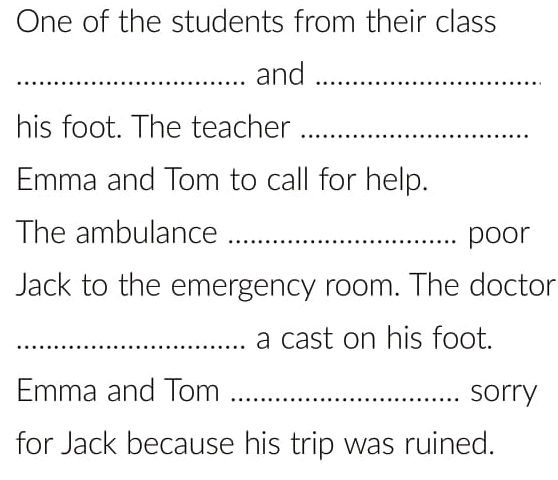 One of the students from their class
............................... and ..............................
his foot. The teacher ...............................
Emma and Tom to call for help.
The ambulance ............................... poor
Jack to the emergency room. The doctor
............................... a cast on his foot.
Emma and Tom ............................... sorry
for Jack because his trip was ruined.